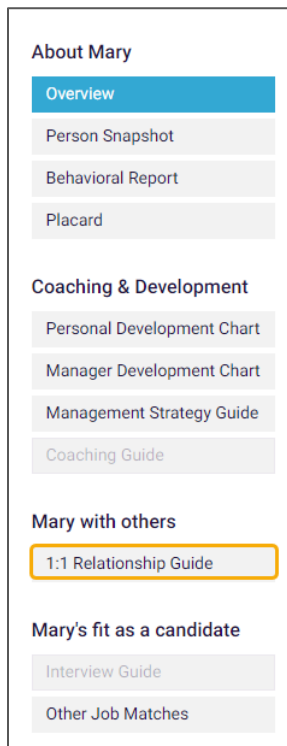 About Mary
Overview
Person Snapshot
Behavioral Report
Placard
Coaching & Development
Personal Development Chart
Manager Development Chart
Management Strategy Guide
Coaching Guide
Mary with others
1:1 Relationship Guide
Mary's fit as a candidate
Interview Guide
Other Job Matches